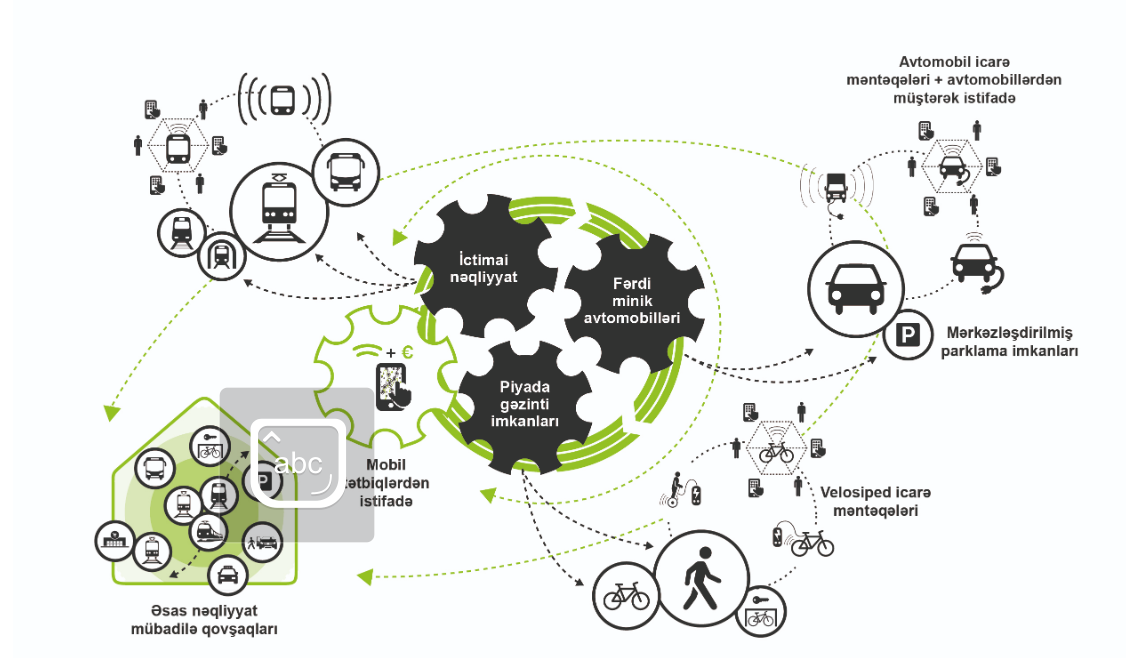 Avtomobil icarə
məntəqələri + avtomobillərdən
müştərək istifadə
İctimai
nəqliyyat
Fərdi
minik
avtomobilləri
P
Mərkəzləşdirilmiş
parklama imkanları
+ €
Piyada
gəzinti
imkanları
abc
P
Mobil
tətbiqlərdən
istifadə
Velosiped icarə
məntəqələri
Əsas nəqliyyat
mübadilə qovşaqları